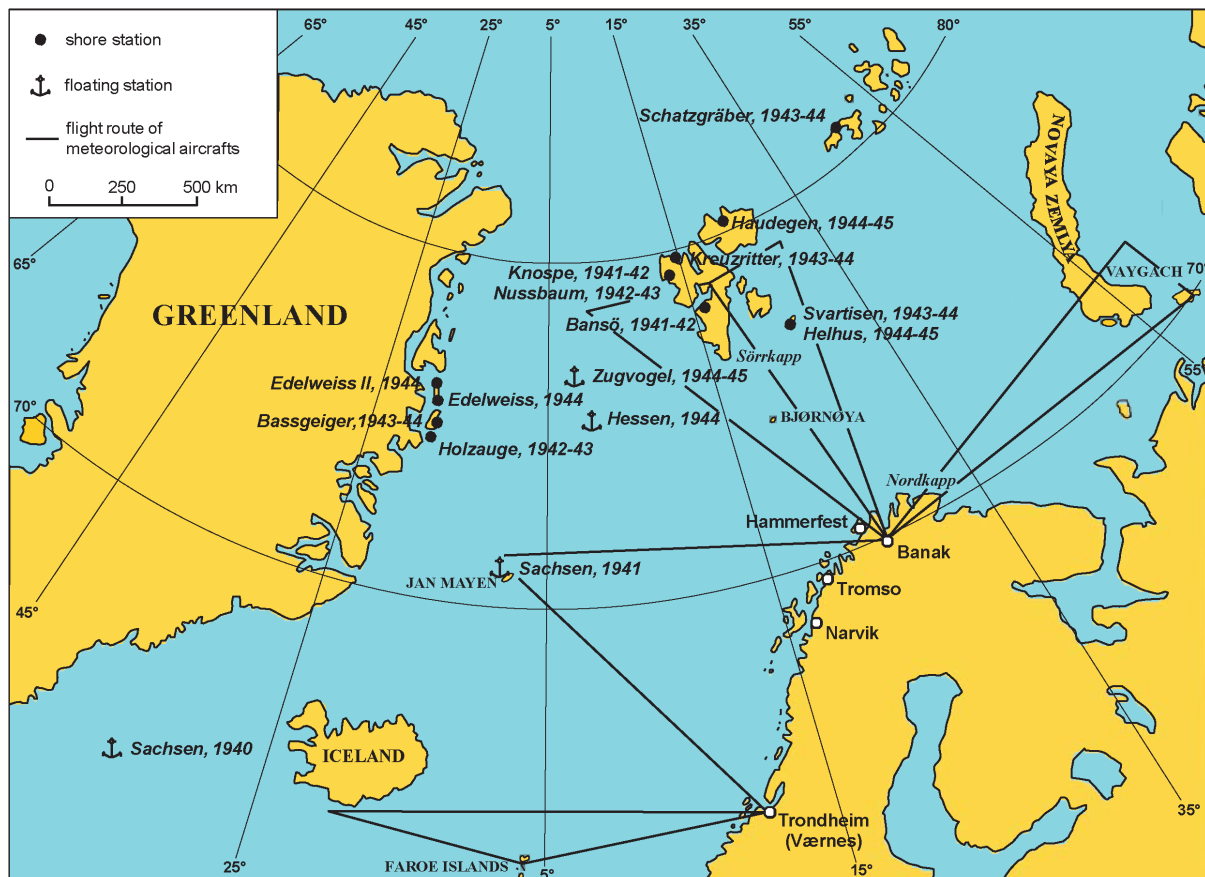 65° 45° 25° 5° 15° 35° 55° 80°
shore station
floating station
flight route of
meteorological aircrafts
0 250 500 km
Schatzgräber, 1943-44
NOVAYA ZEMLYA
Haudegen, 1944-45
65°
Kreuzritter, 1943-44
Knospe, 1941-42
VAYGACH 70°
Nussbaum, 1942-43
GREENLAND
Svartisen, 1943-44
Bansö, 1941-42
Helhus, 1944-45
Sörrkapp
55°
Edelweiss II, 1944
Zugvogel, 1944-45
Edelweiss, 1944
70°
Bassgeiger, 1943-44
Hessen, 1944
BJØRNØYA
Holzauge, 1942-43
Nordkapp
Hammerfest
Banak
Sachsen, 1941
JAN MAYEN
Tromso
45°
Narvik
Sachsen, 1940
ICELAND
35°
Trondheim
(Værnes)
25°
FAROE ISLANDS
5°
15°